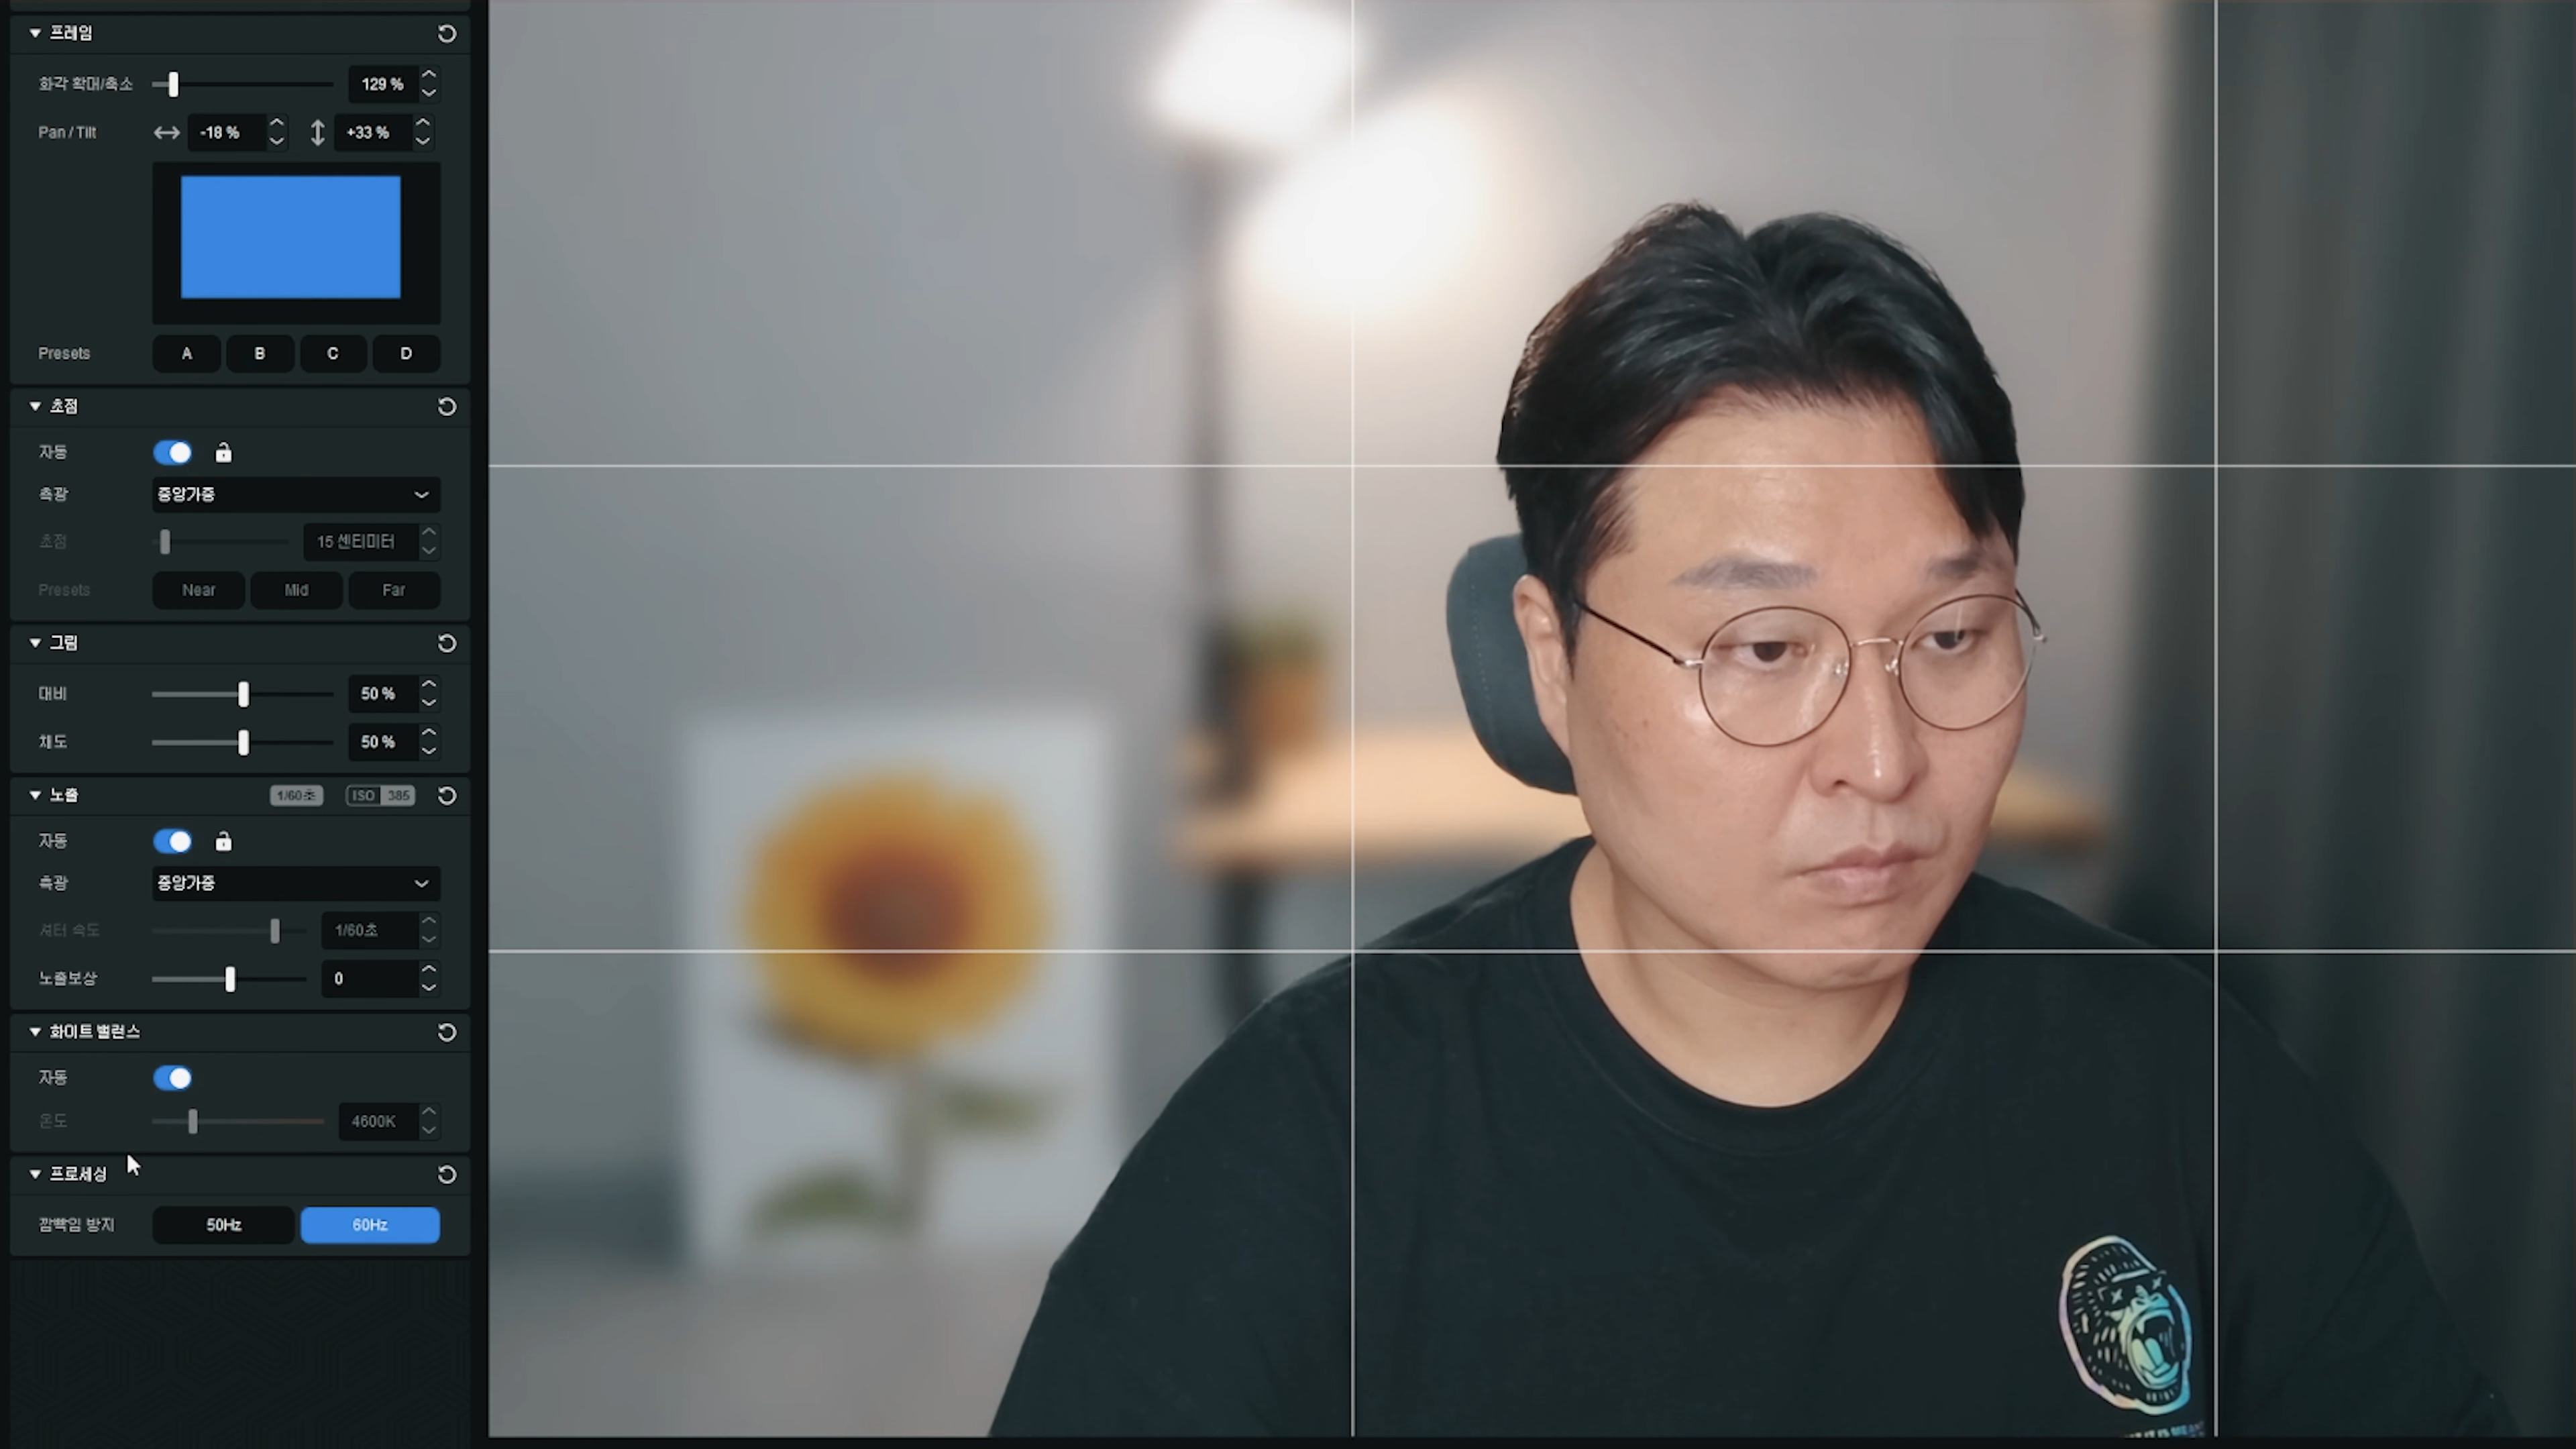 프레임
화각 확대/축소 129 %
Pan / Tilt -18 % +33 %
Presets A B C D
초점
자동
측광 중앙가중
초점 15 센티미터
Presets Near Mid Far
그림
대비 50 %
채도 50 %
노출 1/60초 ISO 385
자동
측광 중앙가중
셔터 속도 1/60초
노출보상 0
화이트 밸런스
자동
온도 4600K
프로세싱
깜빡임 방지 50Hz 60Hz